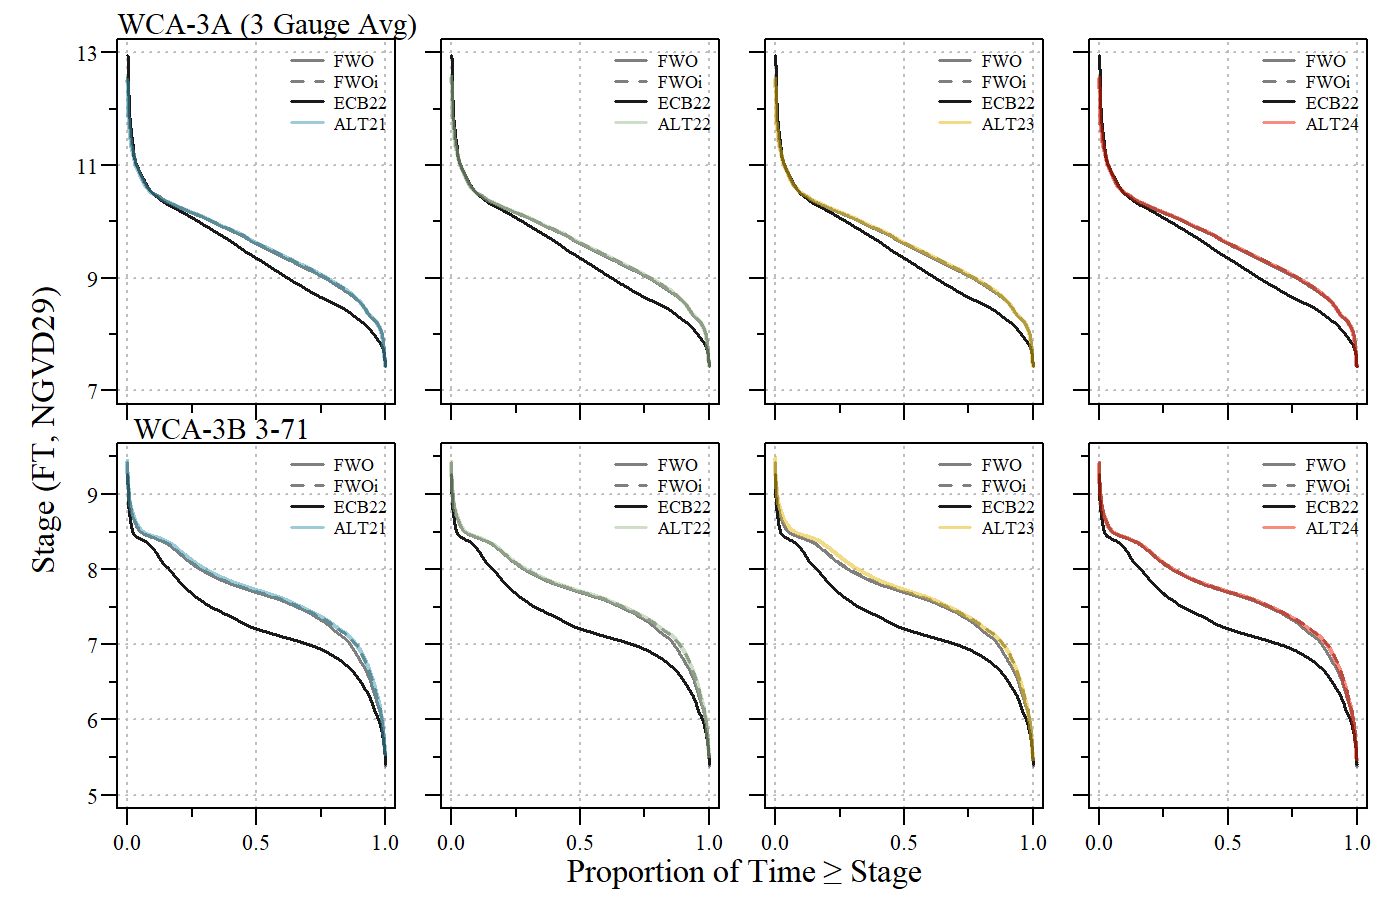 WCA-3A (3 Gauge Avg)
13
11
9
7
FWO
FWOi
ECB22
ALT21
FWO
FWOi
ECB22
ALT22
FWO
FWOi
ECB22
ALT23
FWO
FWOi
ECB22
ALT24
WCA-3B 3-71
9
8
7
6
5
FWO
FWOi
ECB22
ALT21
FWO
FWOi
ECB22
ALT22
FWO
FWOi
ECB22
ALT23
FWO
FWOi
ECB22
ALT24
0.0 0.5 1.0
0.0 0.5 1.0
0.0 0.5 1.0
0.0 0.5 1.0
Stage (FT, NGVD29)
Proportion of Time ≥ Stage